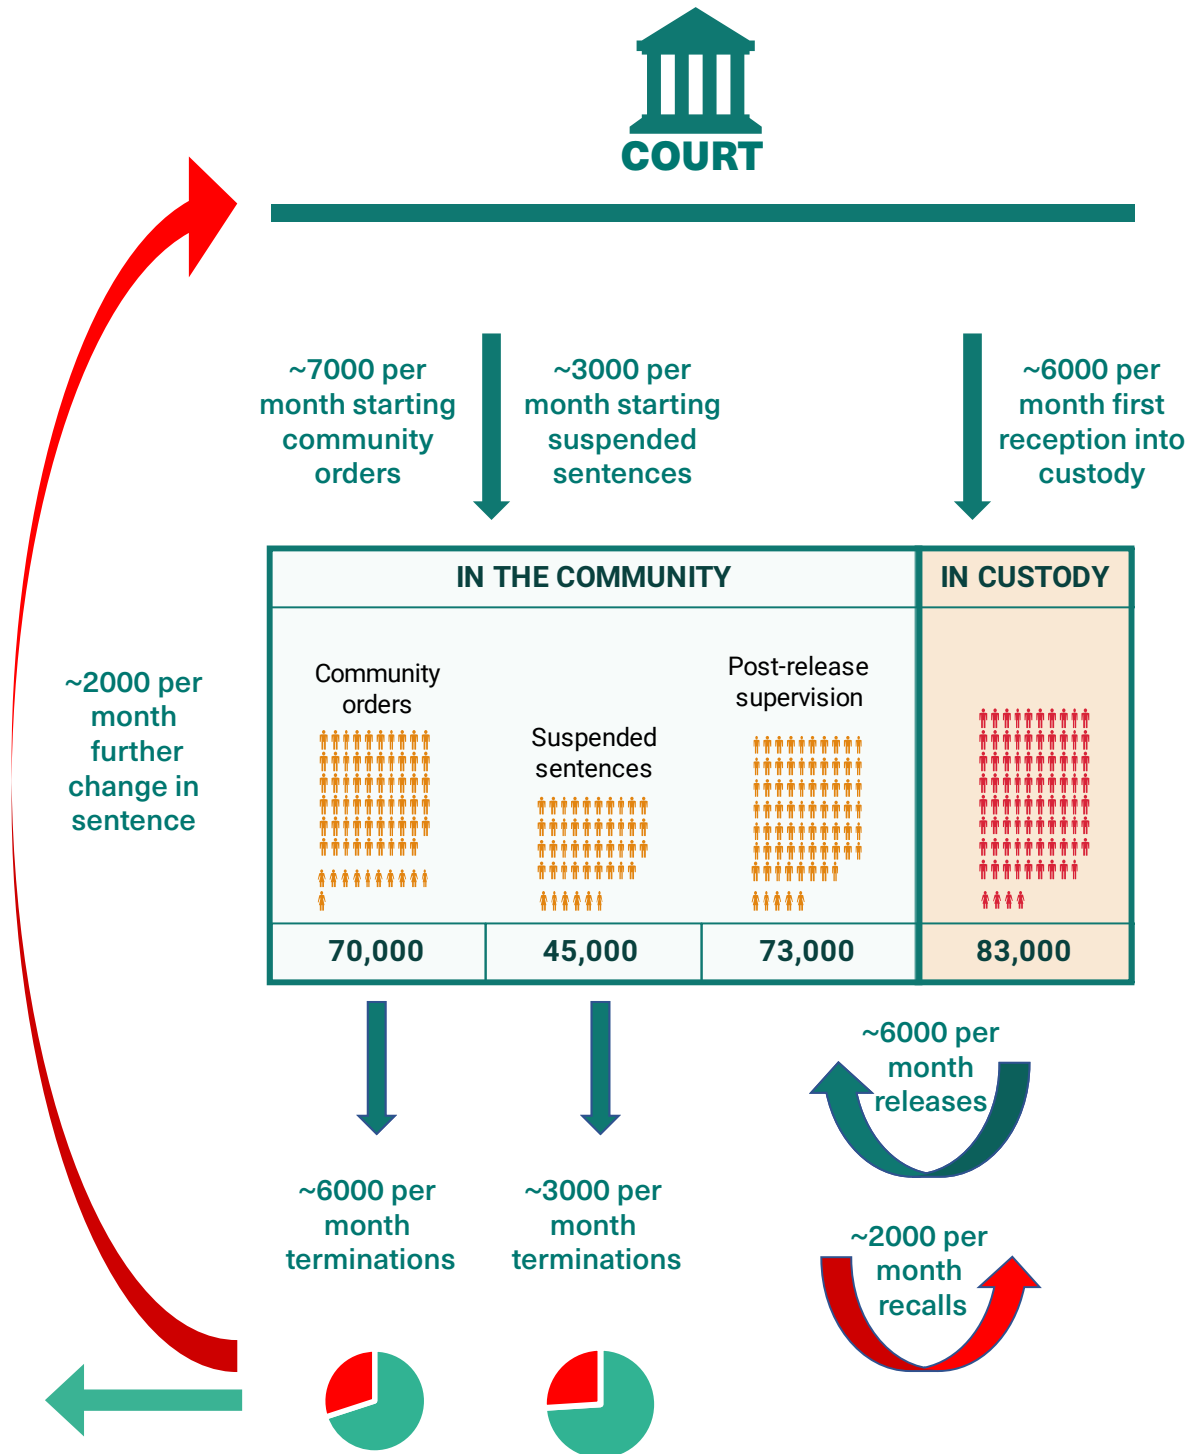 COURT
~7000 per
month starting
community
orders
~3000 per
month starting
suspended
sentences
~6000 per
month first
reception into
custody
IN THE COMMUNITY
IN CUSTODY
~2000 per
month
further
change in
sentence
Community
orders
Suspended
sentences
Post-release
supervision
70,000
45,000
73,000
83,000
~6000 per
month
terminations
~3000 per
month
terminations
~6000 per
month
releases
~2000 per
month
recalls